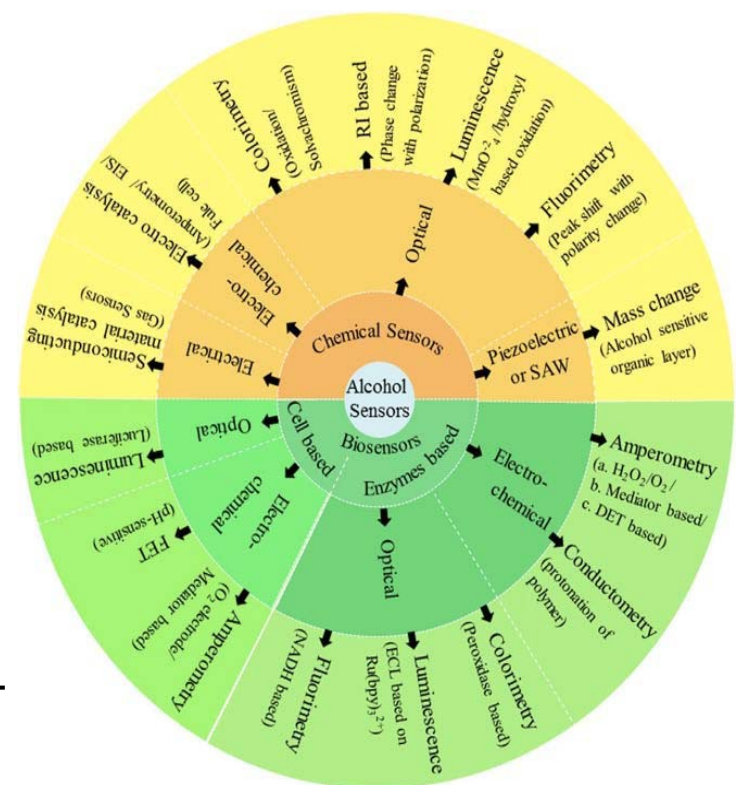 Alcohol
Sensors
Chemical Sensors
Electrical
Semiconducting
material catalysis
(Gas Sensors)
Electro-
chemical
Electro catalysis
(Amperometry/ EIS/
Fule cell)
Optical
Colorimetry
(Oxidation/
Solvachromism)
RI based
(Phase change
with polarization)
Luminescence
(MnO⁻²₄/hydroxyl
based oxidation)
Fluorimetry
(Peak shift with
polarity change)
Piezoelectric
or SAW
Mass change
(Alcohol sensitive
organic layer)
Biosensors
Enzymes based
Electro-
chemical
Amperometry
(a. H₂O₂/O₂/
b. Mediator based/
c. DET based)
Conductometry
(protonation of
polymer)
Optical
Colorimetry
(Peroxidase based)
Luminescence
(ECL based on
Ru(bpy)₃²⁺)
Fluorimetry
(NADH based)
Cell based
Electro-
chemical
Amperometry
(O₂ electrode/
Mediator based)
FET
(pH-sensitive)
Optical
Luminescence
(Luciferase based)